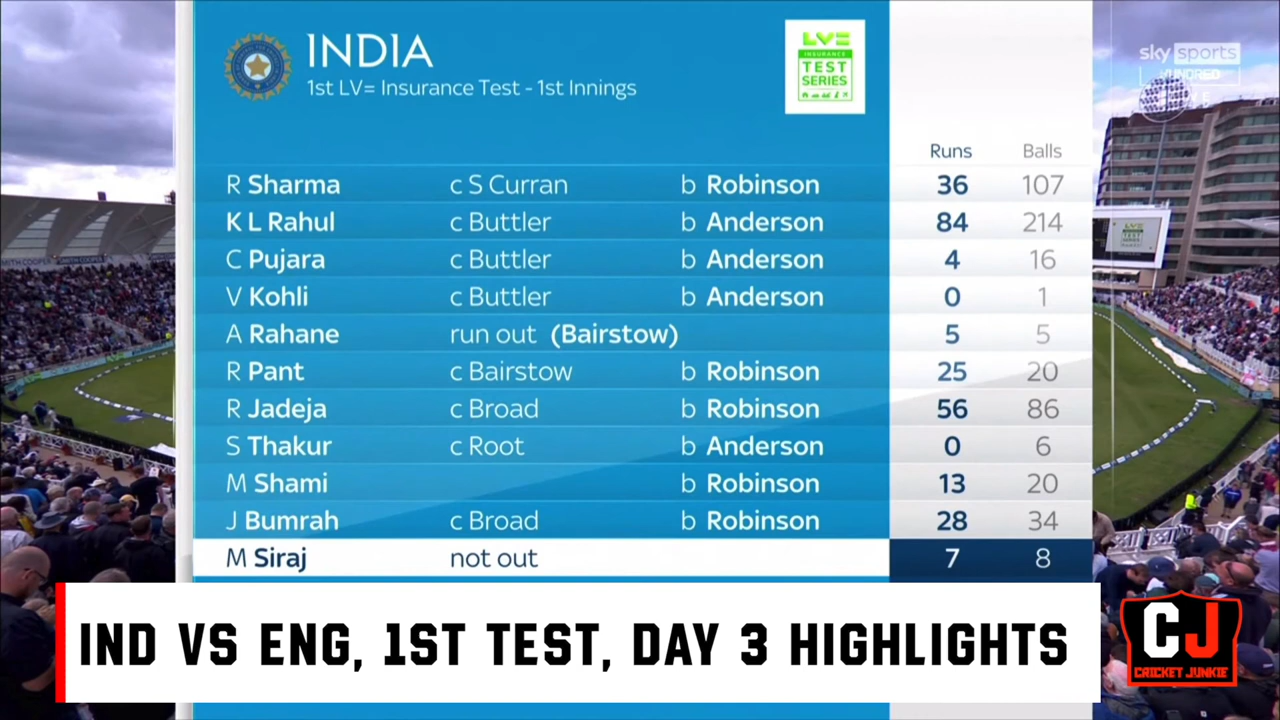 INDIA
1st LV= Insurance Test - 1st Innings
LV=
INSURANCE
TEST
SERIES
sky sports
HUNDRED
Runs Balls
R Sharma c S Curran b Robinson 36 107
K L Rahul c Buttler b Anderson 84 214
C Pujara c Buttler b Anderson 4 16
V Kohli c Buttler b Anderson 0 1
A Rahane run out (Bairstow) 5 5
R Pant c Bairstow b Robinson 25 20
R Jadeja c Broad b Robinson 56 86
S Thakur c Root b Anderson 0 6
M Shami b Robinson 13 20
J Bumrah c Broad b Robinson 28 34
M Siraj not out 7 8
IND VS ENG, 1ST TEST, DAY 3 HIGHLIGHTS
CJ
CRICKET JUNKIE